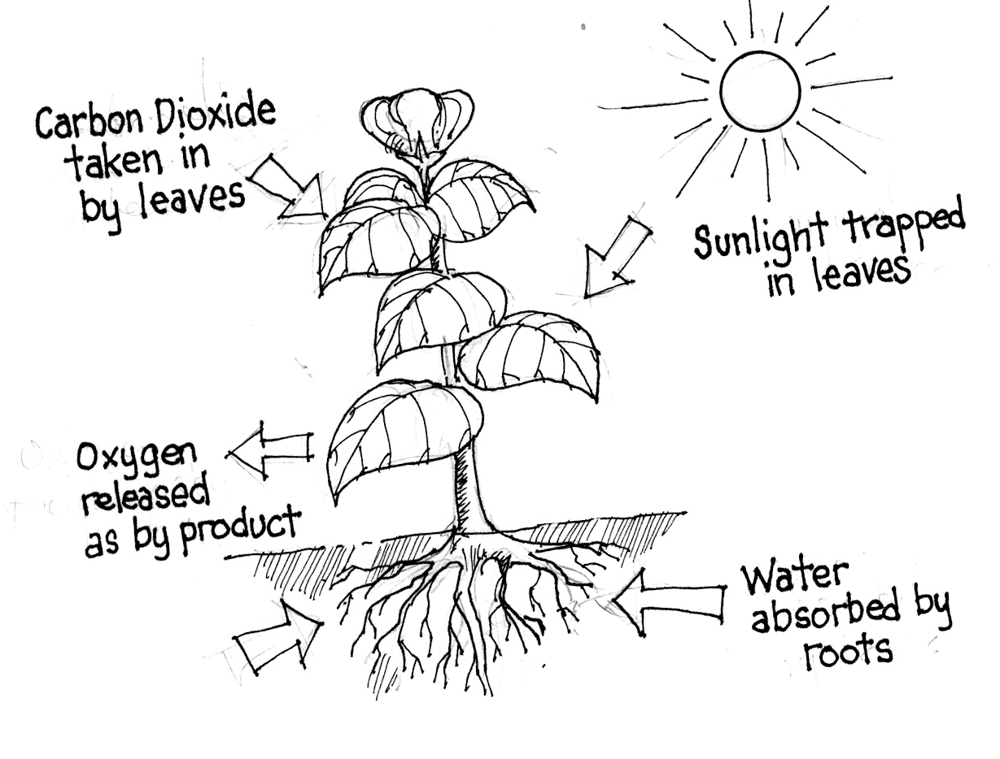 Carbon Dioxide
taken in
by leaves
Sunlight trapped
in leaves
Oxygen
released
as by product
Water
absorbed by
roots